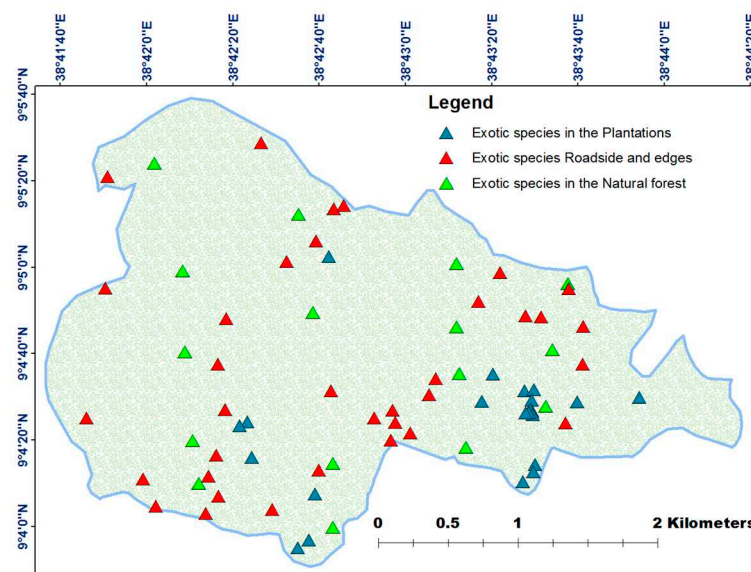 38°41'40"E
38°42'0"E
38°42'20"E
38°42'40"E
38°43'0"E
38°43'20"E
38°43'40"E
38°44'0"E
9°5'40"N
9°5'20"N
9°5'0"N
9°4'40"N
9°4'20"N
9°4'0"N
Legend
Exotic species in the Plantations
Exotic species Roadside and edges
Exotic species in the Natural forest
0 0.5 1 2 Kilometers